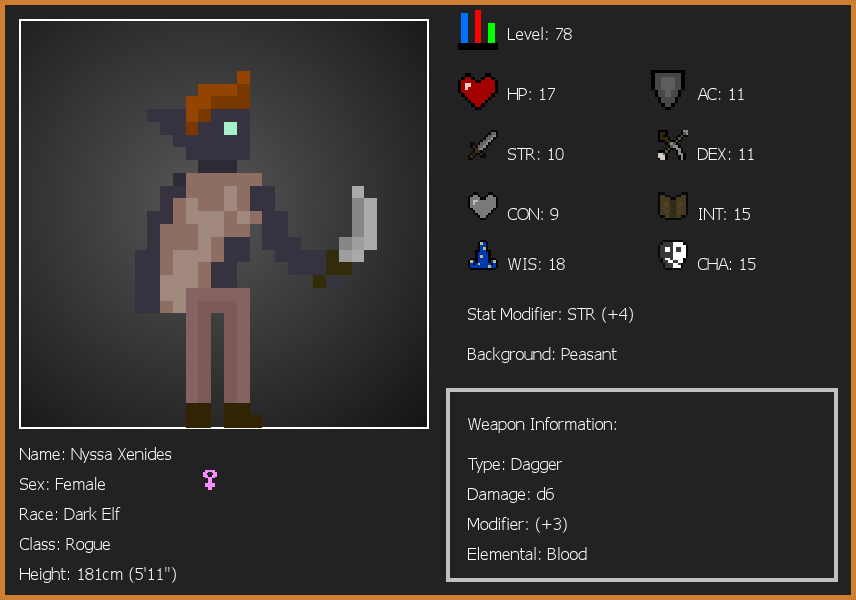 Level: 78
HP: 17
AC: 11
STR: 10
DEX: 11
CON: 9
INT: 15
WIS: 18
CHA: 15
Stat Modifier: STR (+4)
Background: Peasant
Weapon Information:
Type: Dagger
Damage: d6
Modifier: (+3)
Elemental: Blood
Name: Nyssa Xenides
Sex: Female
Race: Dark Elf
Class: Rogue
Height: 181cm (5'11")